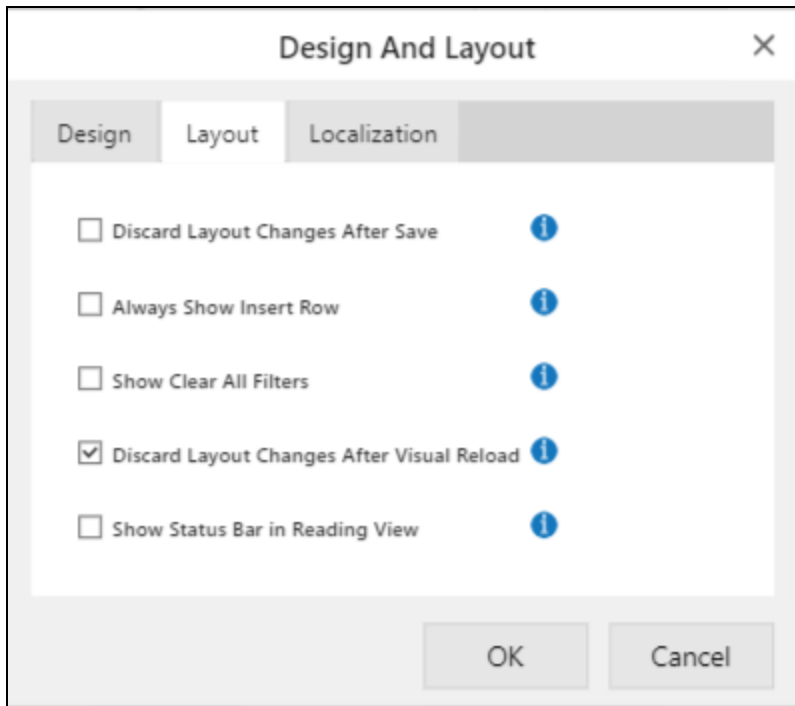 Design And Layout
Design Layout Localization
Discard Layout Changes After Save
Always Show Insert Row
Show Clear All Filters
Discard Layout Changes After Visual Reload
Show Status Bar in Reading View
OK Cancel